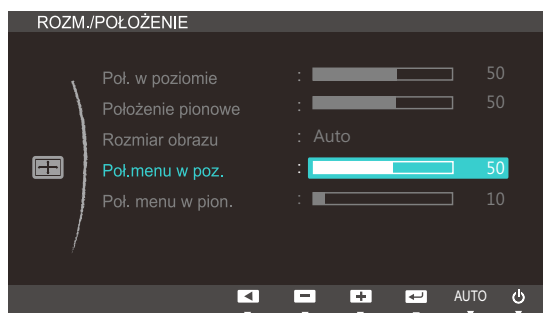 ROZM./POŁOŻENIE
Poł. w poziomie : 50
Położenie pionowe : 50
Rozmiar obrazu : Auto
Poł.menu w poz. : 50
Poł. menu w pion. : 10
AUTO